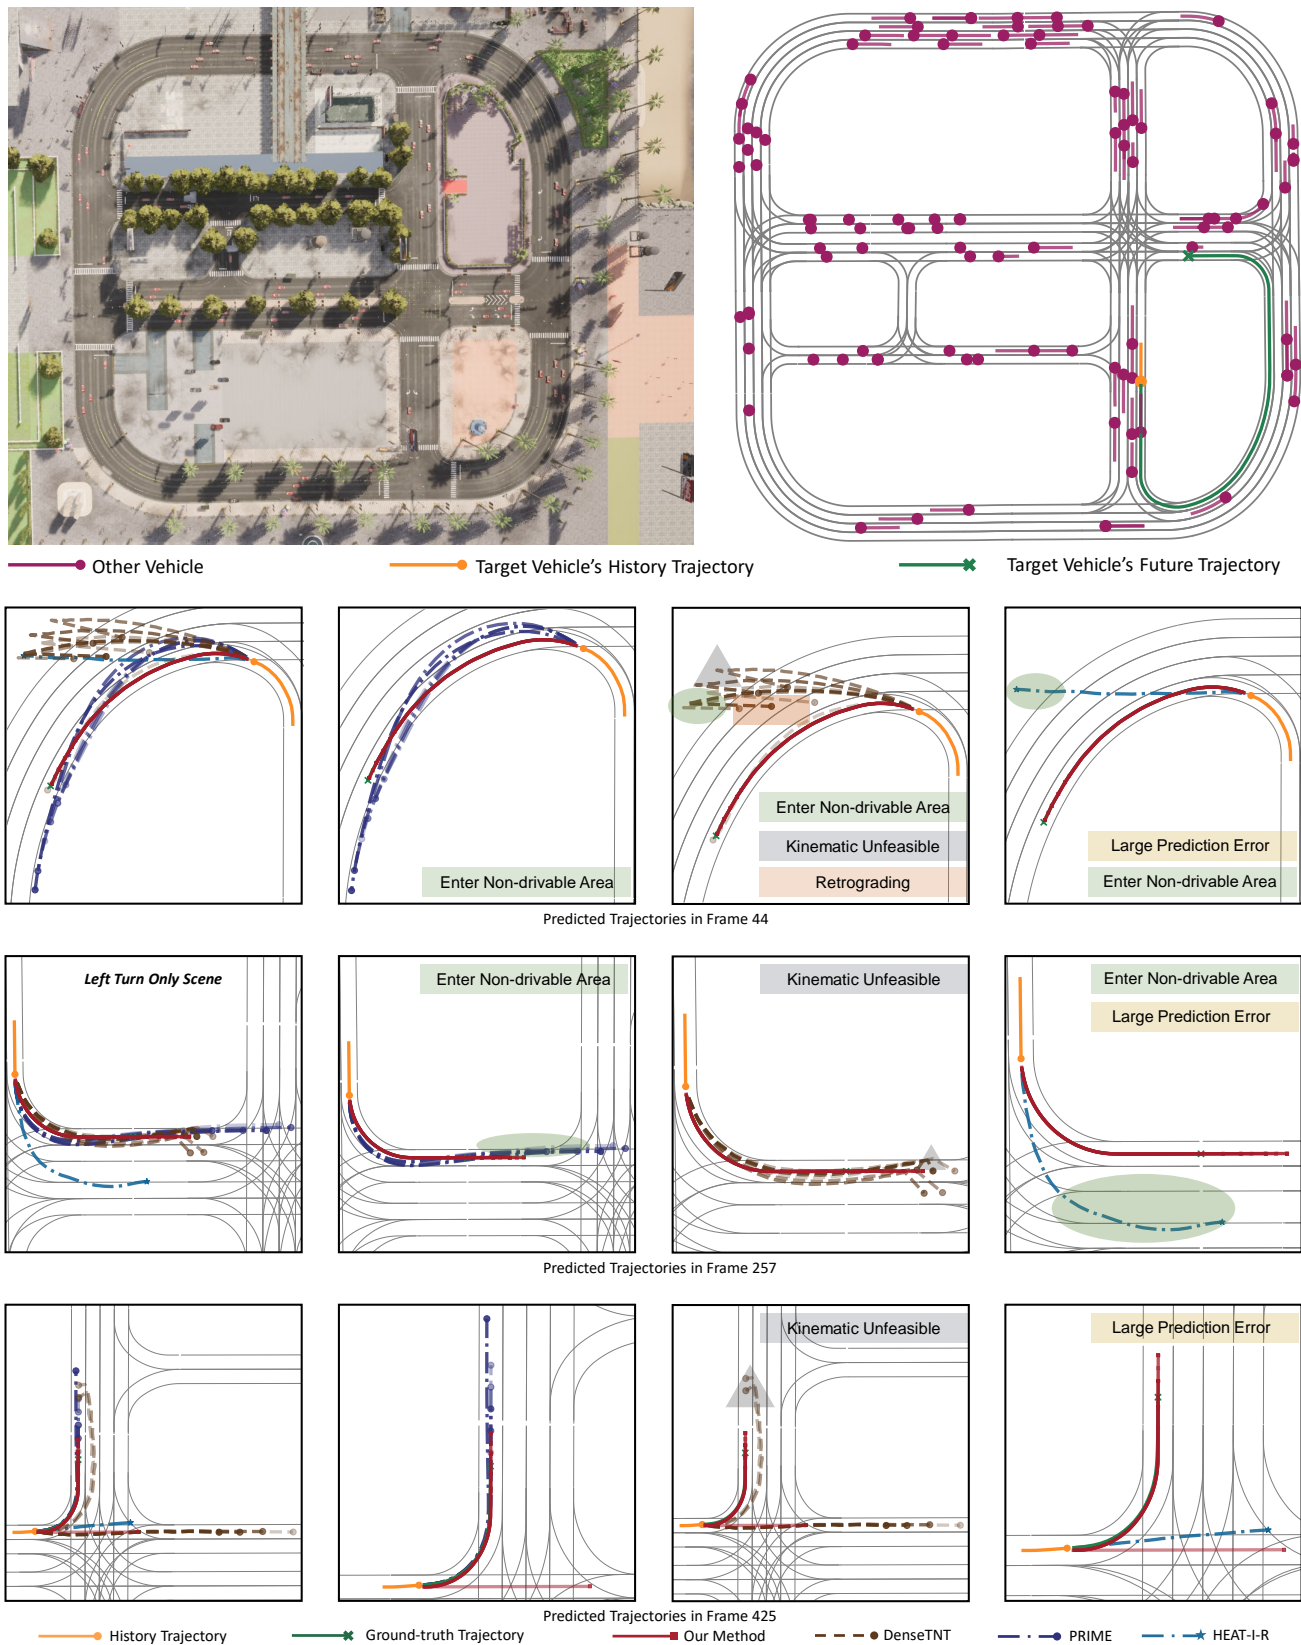 Other Vehicle
Target Vehicle's History Trajectory
Target Vehicle's Future Trajectory
Enter Non-drivable Area
Enter Non-drivable Area
Kinematic Unfeasible
Retrograding
Large Prediction Error
Enter Non-drivable Area
Predicted Trajectories in Frame 44
Left Turn Only Scene
Enter Non-drivable Area
Kinematic Unfeasible
Enter Non-drivable Area
Large Prediction Error
Predicted Trajectories in Frame 257
Kinematic Unfeasible
Large Prediction Error
Predicted Trajectories in Frame 425
History Trajectory
Ground-truth Trajectory
Our Method
DenseTNT
PRIME
HEAT-I-R